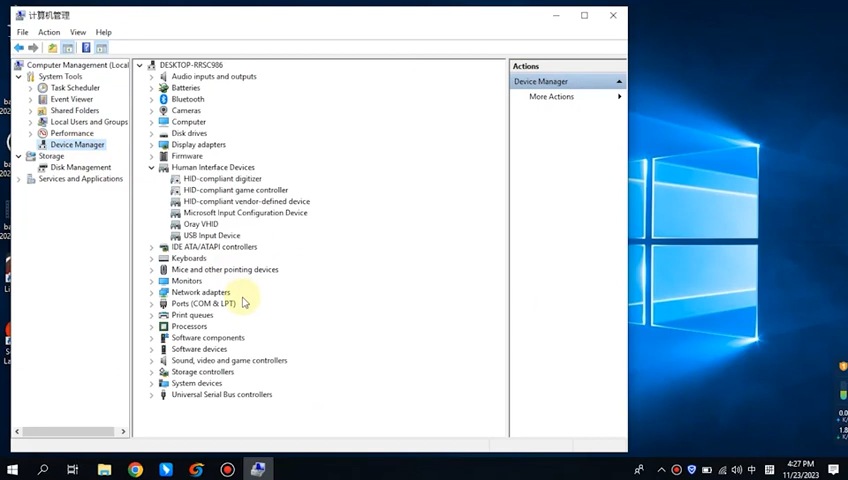 计算机管理
File Action View Help
Computer Management (Local
System Tools
Task Scheduler
Event Viewer
Shared Folders
Local Users and Groups
Performance
Device Manager
Storage
Disk Management
Services and Applications
DESKTOP-RRSC986
Audio inputs and outputs
Batteries
Bluetooth
Cameras
Computer
Disk drives
Display adapters
Firmware
Human Interface Devices
HID-compliant digitizer
HID-compliant game controller
HID-compliant vendor-defined device
Microsoft Input Configuration Device
Oray VHID
USB Input Device
IDE ATA/ATAPI controllers
Keyboards
Mice and other pointing devices
Monitors
Network adapters
Ports (COM & LPT)
Print queues
Processors
Software components
Software devices
Sound, video and game controllers
Storage controllers
System devices
Universal Serial Bus controllers
Actions
Device Manager
More Actions
中
4:27 PM
11/23/2023